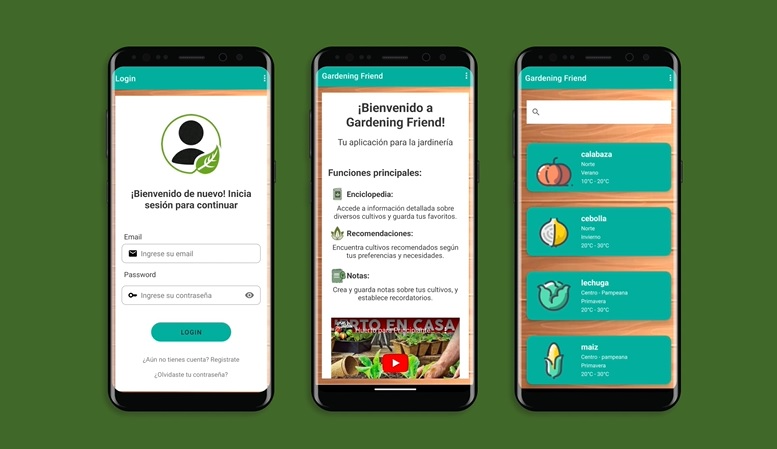 Login
¡Bienvenido de nuevo! Inicia
sesión para continuar
Email
Ingrese su email
Password
Ingrese su contraseña
LOGIN
¿Aún no tienes cuenta? Registrate
¿Olvidaste tu contraseña?
Gardening Friend
¡Bienvenido a
Gardening Friend!
Tu aplicación para la jardinería
Funciones principales:
Enciclopedia:
Accede a información detallada sobre
diversos cultivos y guarda tus favoritos.
Recomendaciones:
Encuentra cultivos recomendados según
tus preferencias y necesidades.
Notas:
Crea y guarda notas sobre tus cultivos, y
establece recordatorios.
Huerto para Principiante
EN CASA
Gardening Friend
calabaza
Norte
Verano
10°C - 20°C
cebolla
Norte
Invierno
20°C - 30°C
lechuga
Centro - Pampeana
Primavera
20°C - 30°C
maiz
Centro - pampeana
Primavera
20°C - 30°C